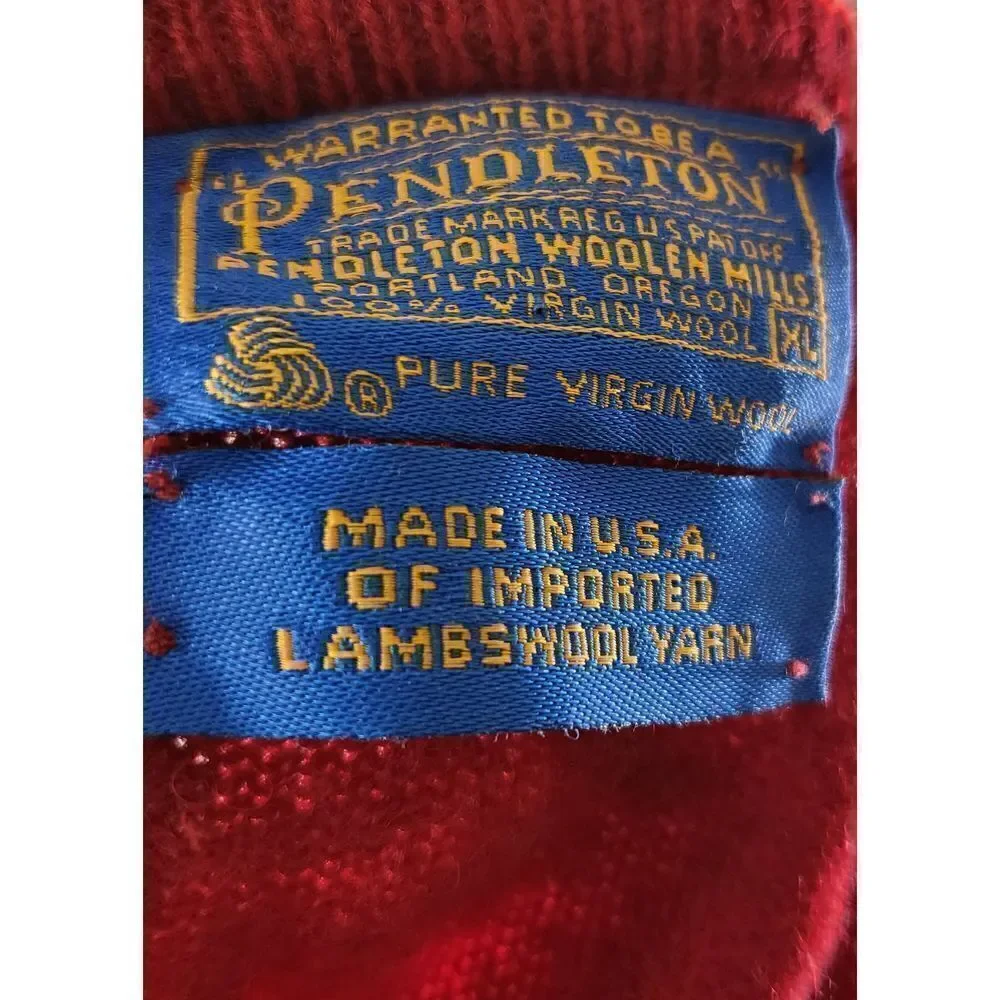 WARRANTED TO BE A
"PENDLETON"
TRADE MARK REG U.S. PAT OFF
PENDLETON WOOLEN MILLS
PORTLAND, OREGON
100% VIRGIN WOOL XL
® PURE VIRGIN WOOL
MADE IN U.S.A.
OF IMPORTED
LAMBSWOOL YARN